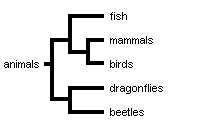 fish
mammals
animals
birds
dragonflies
beetles